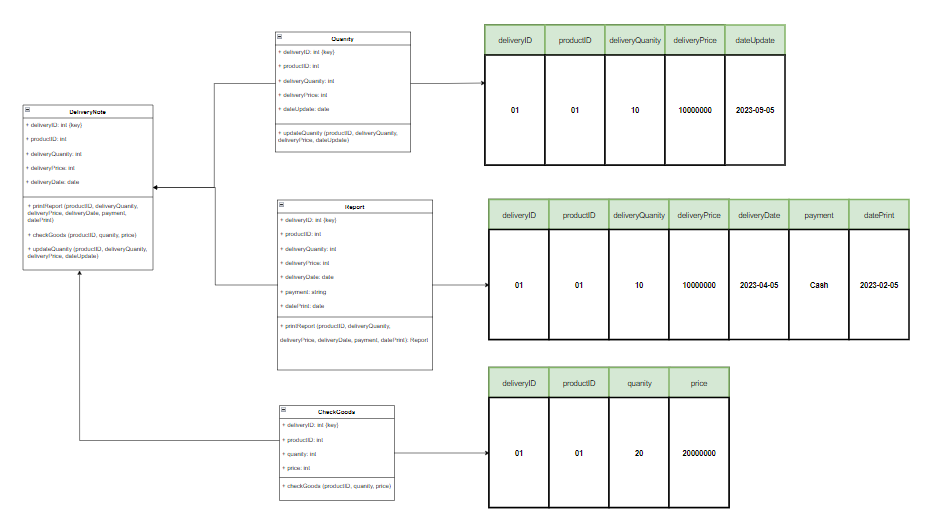 Quanity
+ deliveryID: int {key}
+ productID: int
+ deliveryQuanity: int
+ deliveryPrice: int
+ dateUpdate: date
+ updateQuanity (productID, deliveryQuanity,
deliveryPrice, dateUpdate)
deliveryID productID deliveryQuanity deliveryPrice dateUpdate
01 01 10 10000000 2023-05-05
DeliveryNote
+ deliveryID: int {key}
+ productID: int
+ deliveryQuanity: int
+ deliveryPrice: int
+ deliveryDate: date
+ printReport (productID, deliveryQuanity,
deliveryPrice, deliveryDate, payment,
datePrint)
+ checkGoods (productID, quanity, price)
+ updateQuanity (productID, deliveryQuanity,
deliveryPrice, dateUpdate)
Report
+ deliveryID: int {key}
+ productID: int
+ deliveryQuanity: int
+ deliveryPrice: int
+ deliveryDate: date
+ payment: string
+ datePrint: date
+ printReport (productID, deliveryQuanity,
deliveryPrice, deliveryDate, payment, datePrint): Report
deliveryID productID deliveryQuanity deliveryPrice deliveryDate payment datePrint
01 01 10 10000000 2023-04-05 Cash 2023-02-05
CheckGoods
+ deliveryID: int {key}
+ productID: int
+ quanity: int
+ price: int
+ checkGoods (productID, quanity, price)
deliveryID productID quanity price
01 01 20 20000000